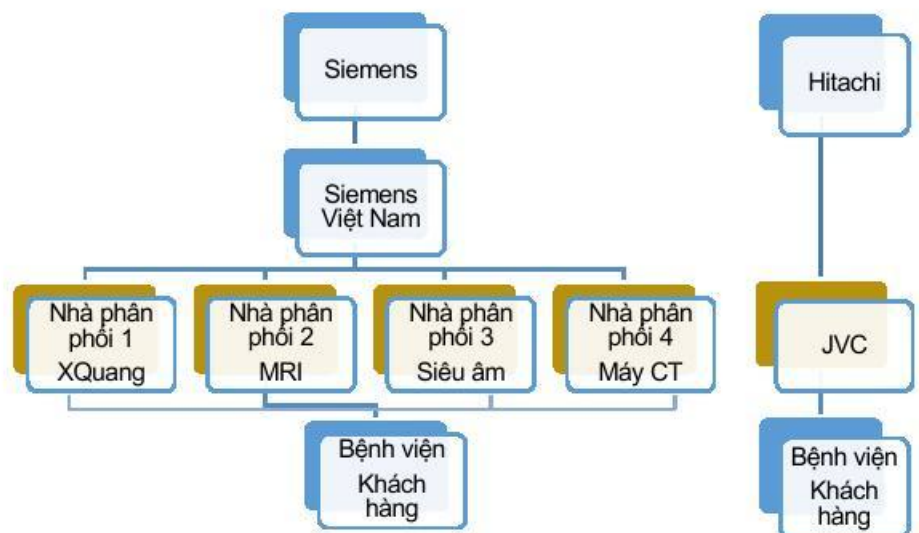 Siemens
Hitachi
Siemens
Việt Nam
Nhà phân
phối 1
XQuang
Nhà phân
phối 2
MRI
Nhà phân
phối 3
Siêu âm
Nhà phân
phối 4
Máy CT
JVC
Bệnh viện
Khách
hàng
Bệnh viện
Khách
hàng